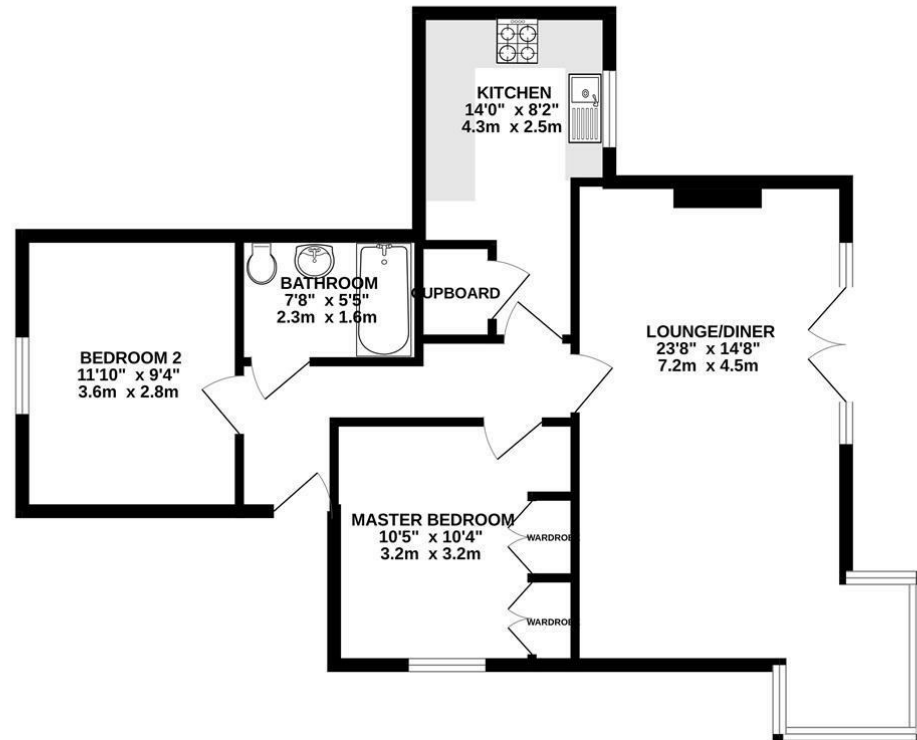 KITCHEN
14'0" x 8'2"
4.3m x 2.5m
BATHROOM
7'8" x 5'5"
2.3m x 1.6m
CUPBOARD
LOUNGE/DINER
23'8" x 14'8"
7.2m x 4.5m
BEDROOM 2
11'10" x 9'4"
3.6m x 2.8m
MASTER BEDROOM
10'5" x 10'4"
3.2m x 3.2m
WARDROBE
WARDROBE